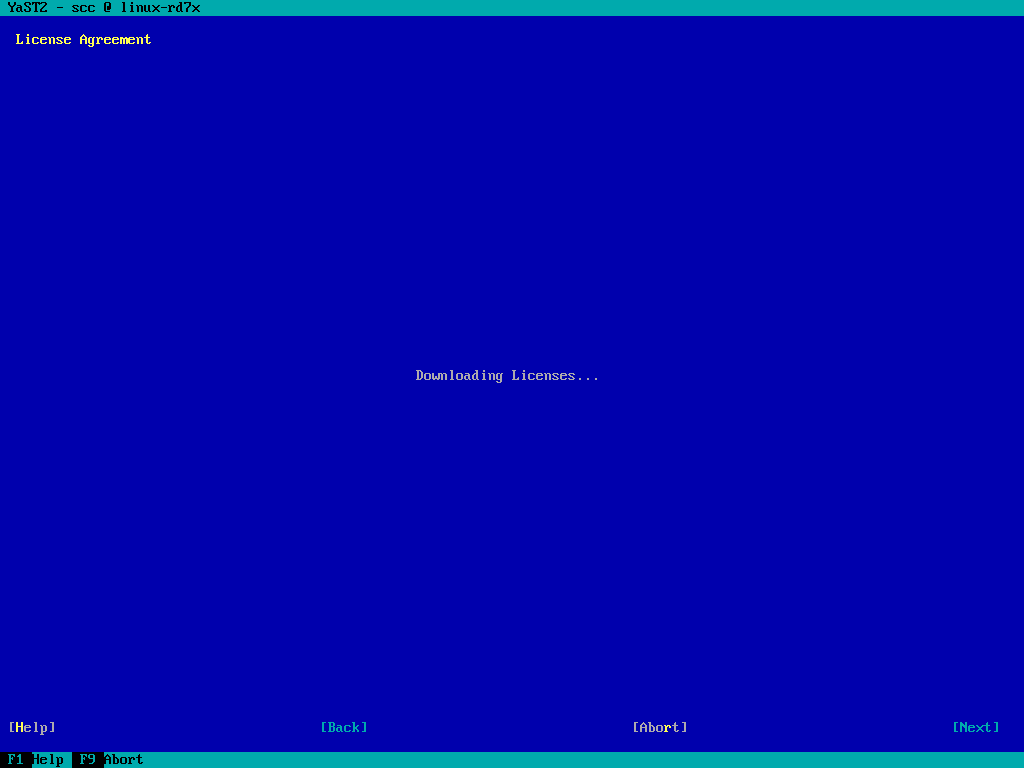 YaST2 - scc @ linux-rd7x
License Agreement
Downloading Licenses...
[Help] [Back] [Abort] [Next]
F1 Help F9 Abort